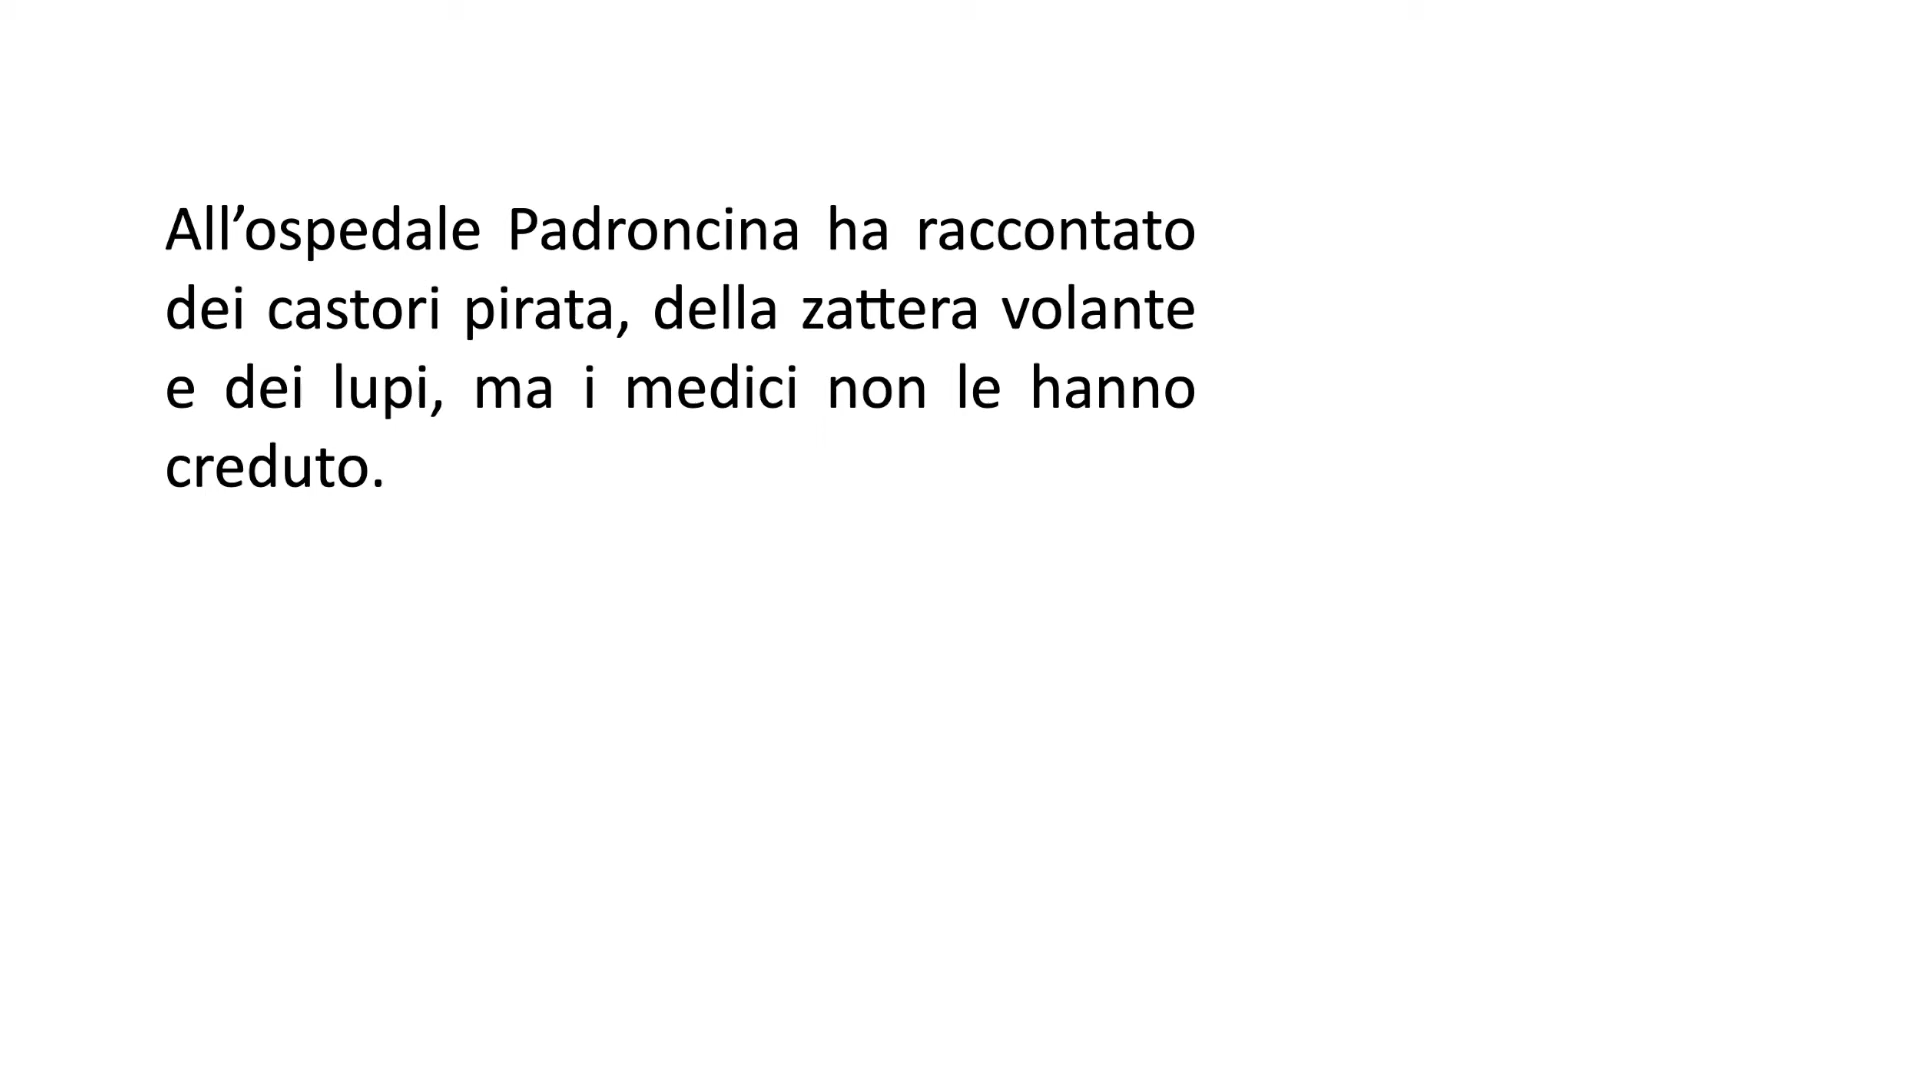 All’ospedale Padroncina ha raccontato
dei castori pirata, della zattera volante
e dei lupi, ma i medici non le hanno
creduto.